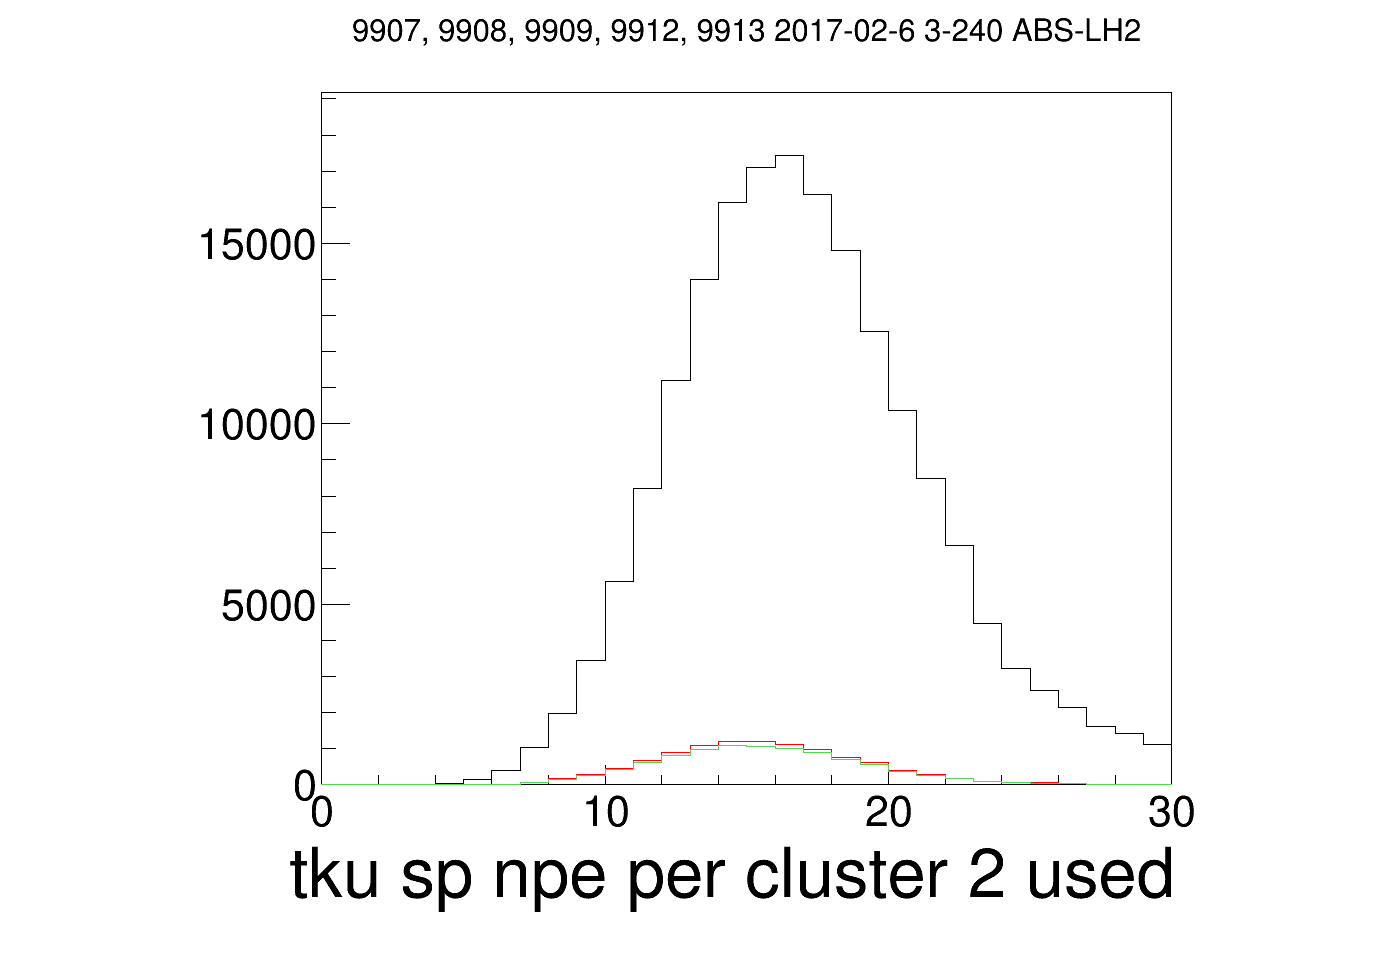 9907, 9908, 9909, 9912, 9913 2017-02-6 3-240 ABS-LH2
15000
10000
5000
0
0 10 20 30
tku sp npe per cluster 2 used